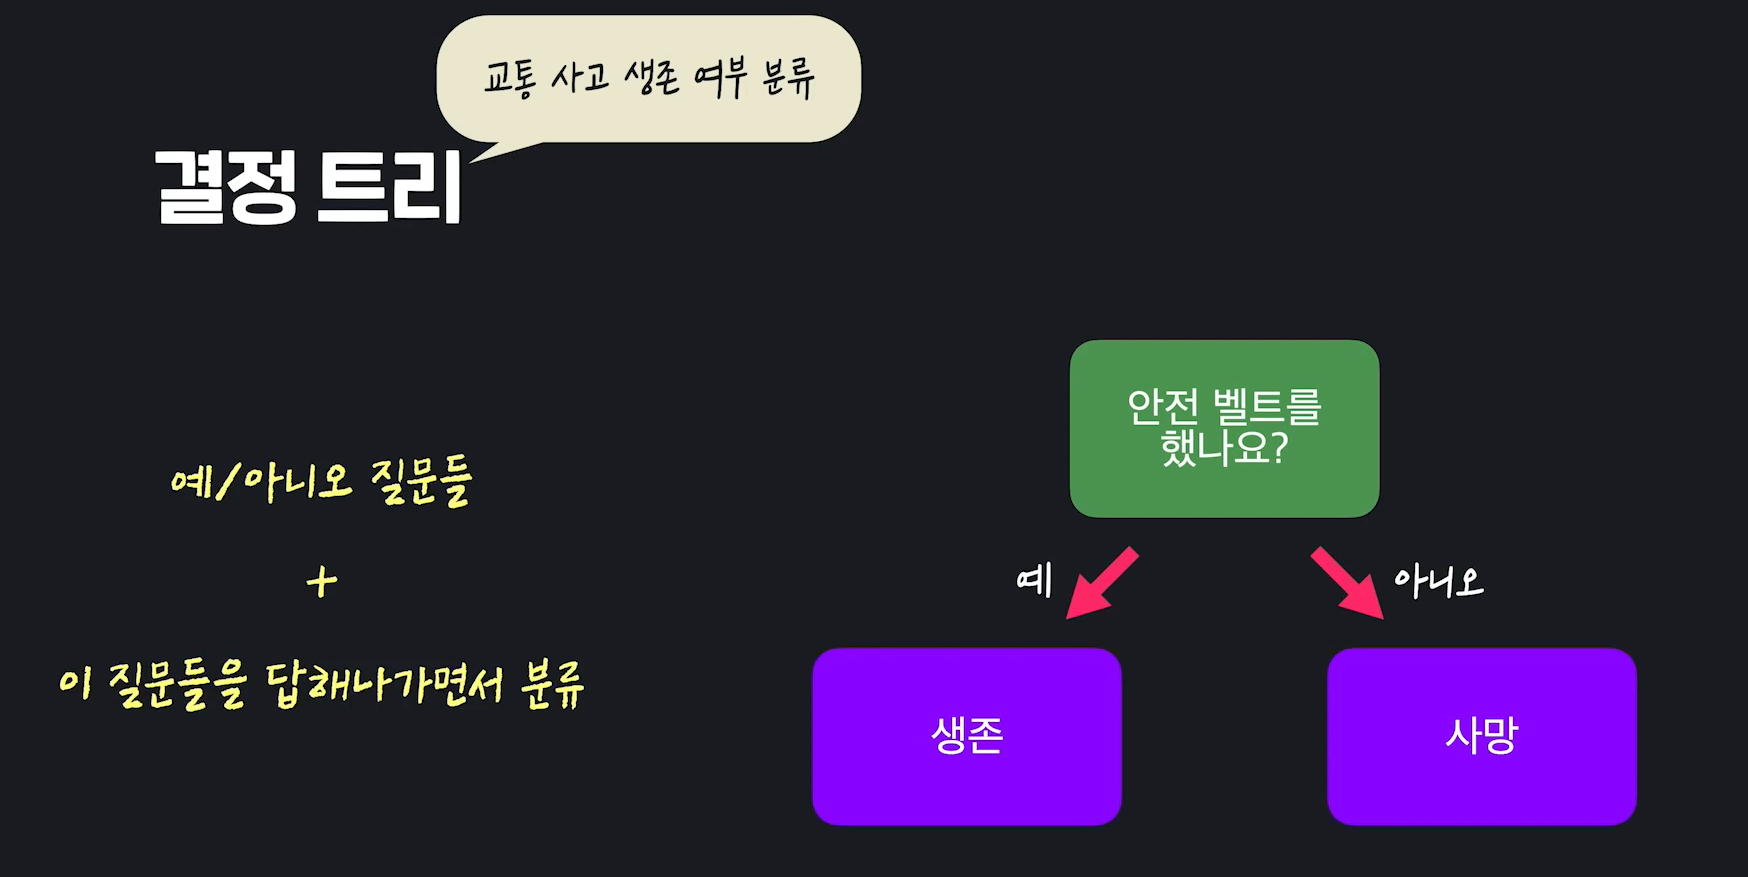 교통 사고 생존 여부 분류
결정 트리
예/아니오 질문들
+
이 질문들을 답해나가면서 분류
안전 벨트를
했나요?
예
아니오
생존
사망